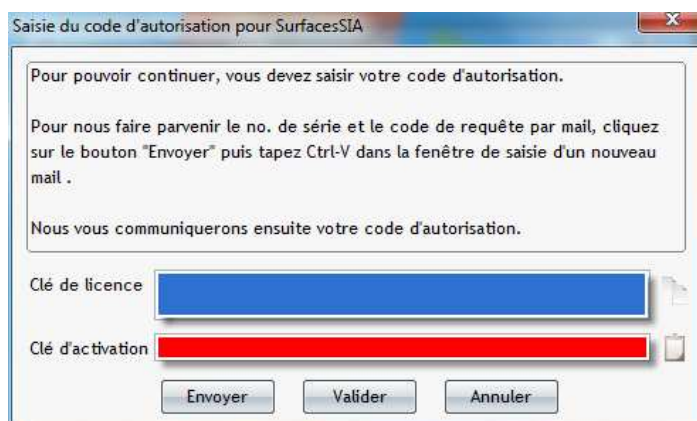 Saisie du code d'autorisation pour SurfacesSIA
Pour pouvoir continuer, vous devez saisir votre code d'autorisation.
Pour nous faire parvenir le no. de série et le code de requête par mail, cliquez
sur le bouton "Envoyer" puis tapez Ctrl-V dans la fenêtre de saisie d'un nouveau
mail .
Nous vous communiquerons ensuite votre code d'autorisation.
Clé de licence
Clé d'activation
Envoyer Valider Annuler